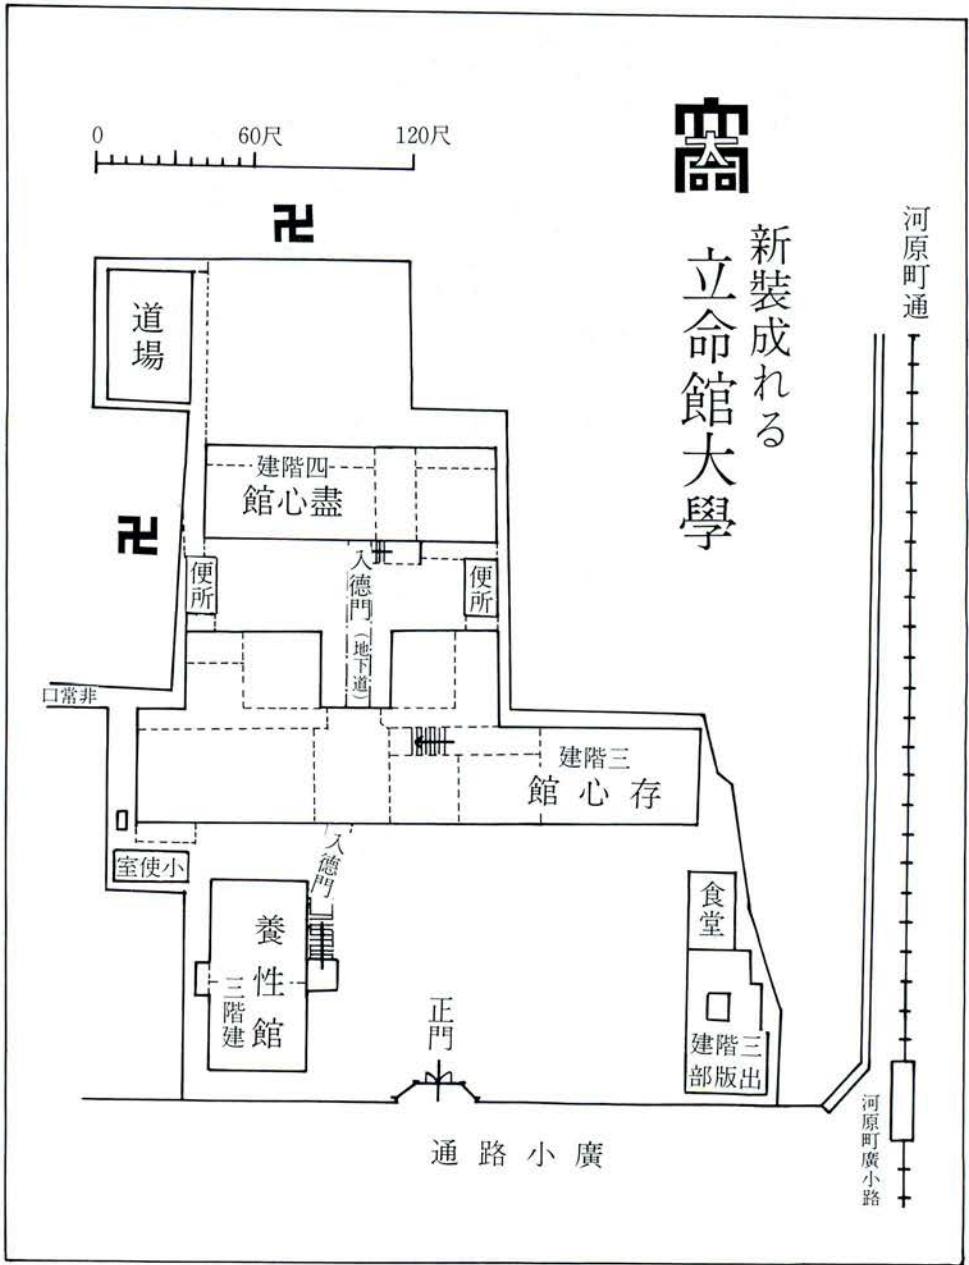 0 60尺 120尺
新装成れる
立命館大學
河原町通
卍
道場
四階建
盡心館
卍
便所
入德門(地下道)
便所
非常口
三階建
存心館
入德門
小使室
養性館
三階建
食堂
正門
三階建
出版部
廣小路通
河原町廣小路